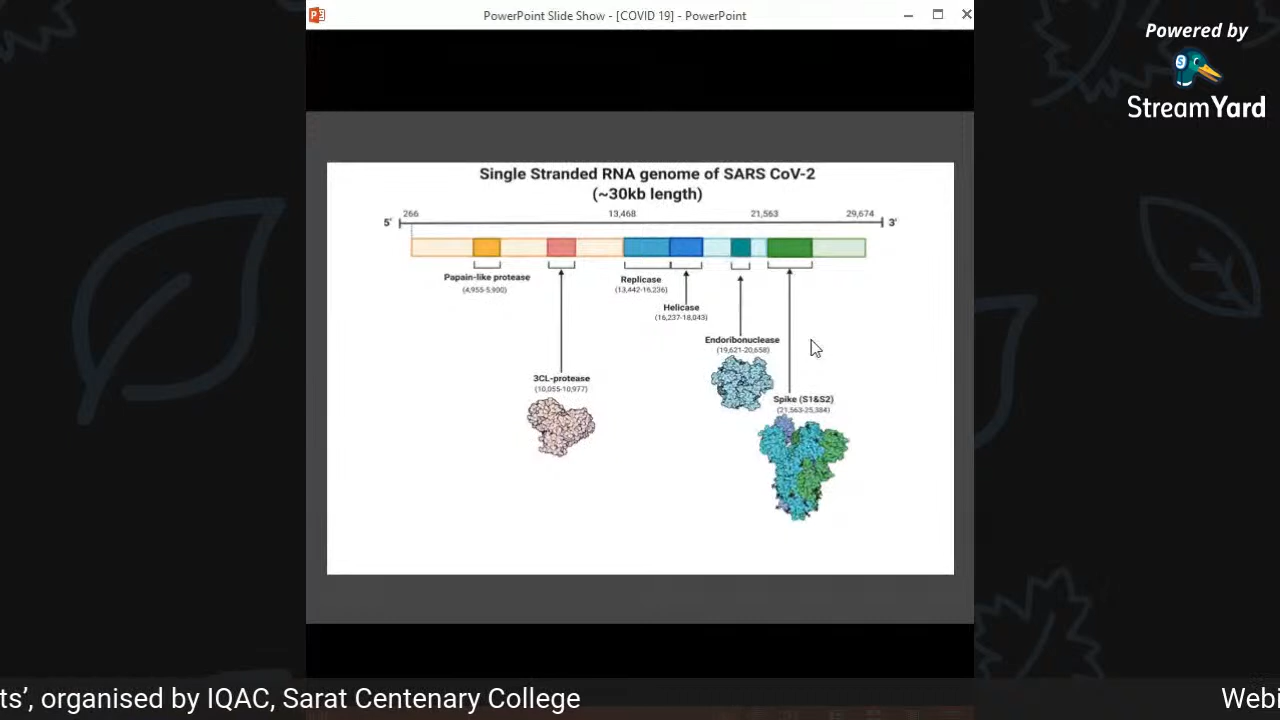 PowerPoint Slide Show - [COVID 19] - PowerPoint
Powered by
StreamYard
Single Stranded RNA genome of SARS CoV-2
(~30kb length)
266 13,468 21,563 29,674
5' 3'
Papain-like protease
(4,955-5,900)
Replicase
(13,442-16,236)
Helicase
(16,237-18,043)
Endoribonuclease
(19,621-20,658)
3CL-protease
(10,055-10,977)
Spike (S1&S2)
(21,563-25,384)
ts’, organised by IQAC, Sarat Centenary College Webi